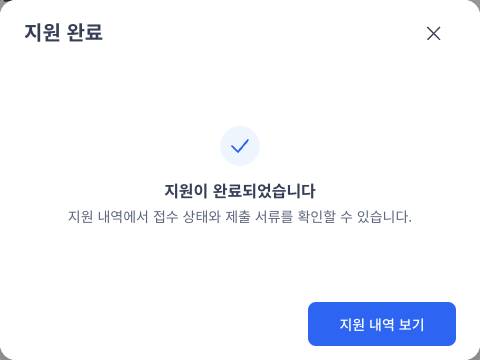 지원 완료
지원이 완료되었습니다
지원 내역에서 접수 상태와 제출 서류를 확인할 수 있습니다.
지원 내역 보기